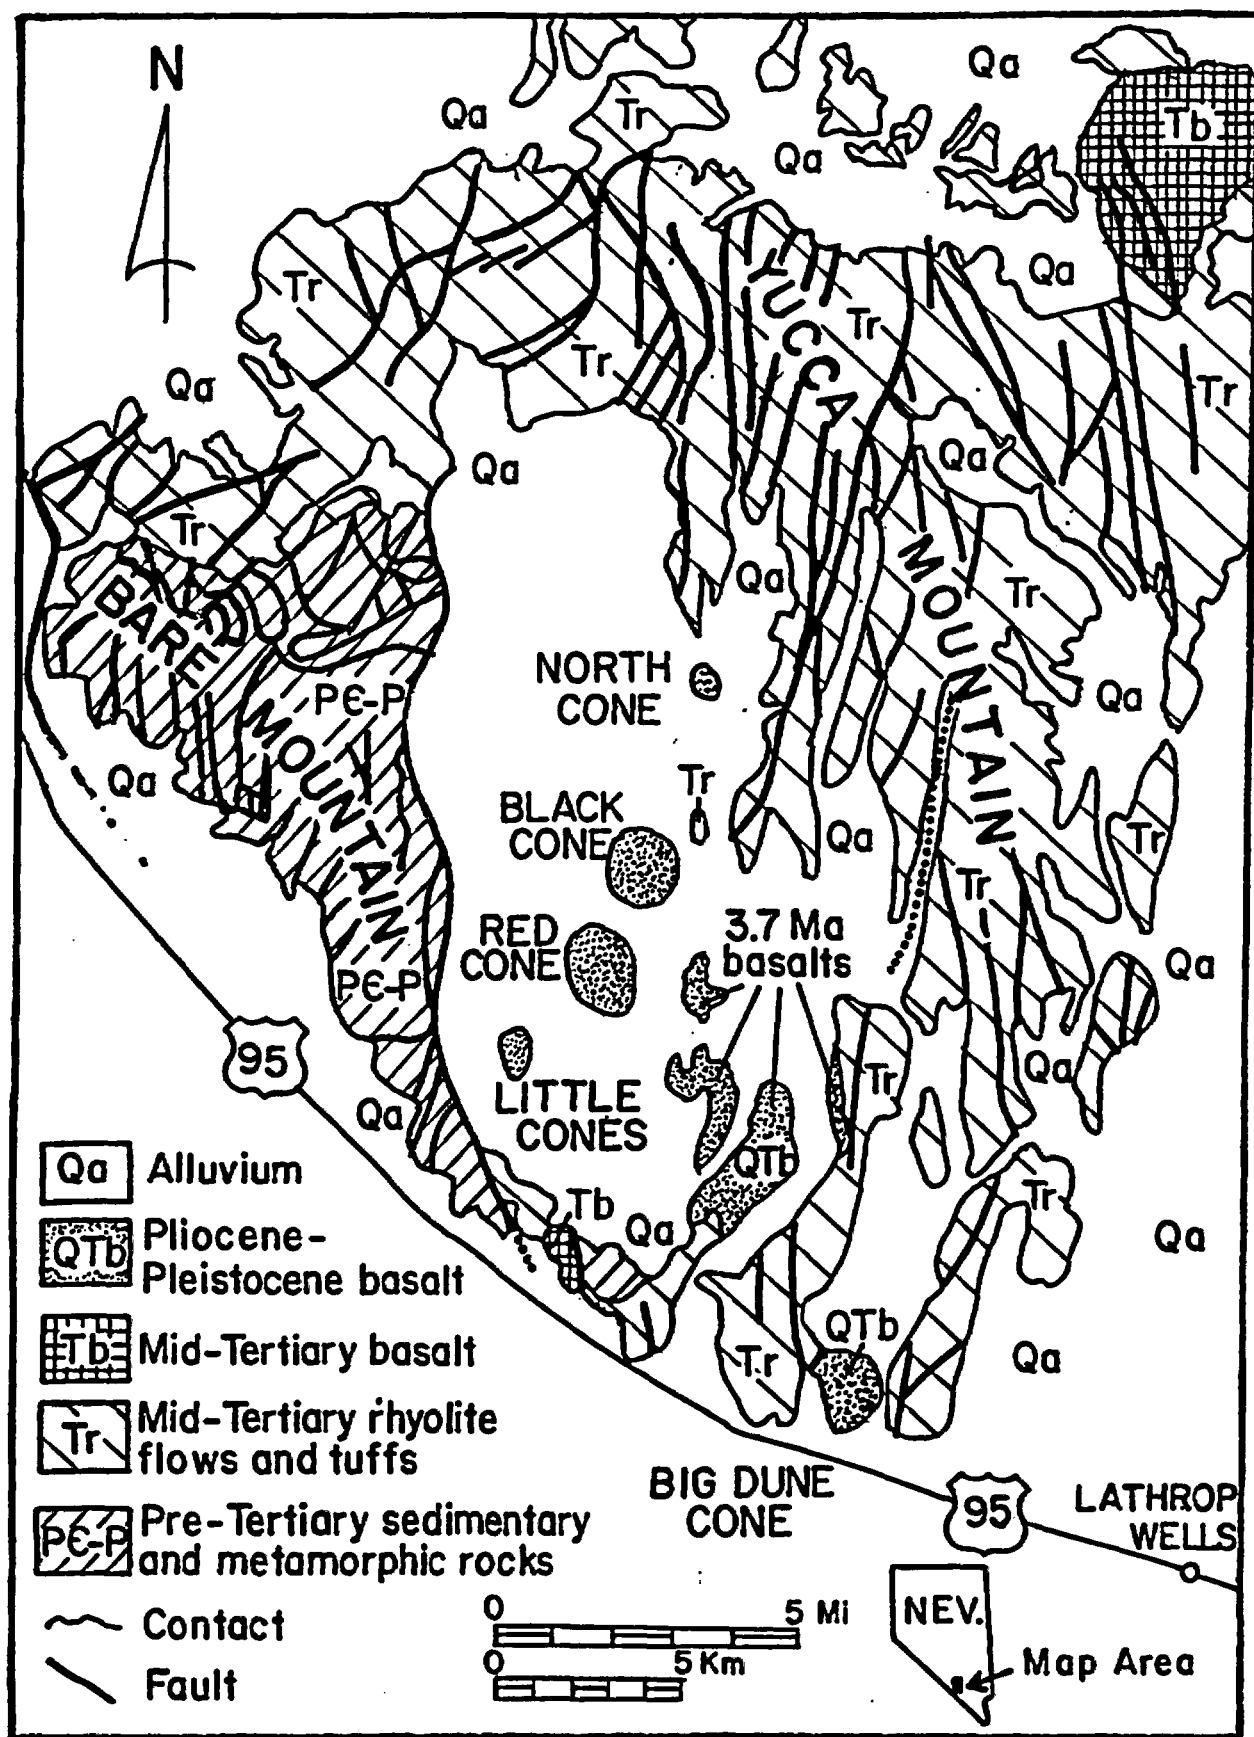 N
Qa
Tr
Qa
Qa
Tb
Qa
Tr
YUCCA
Tr
Tr
Tr
Qa
Qa
Qa
Tr
BARE
MOUNTAIN
Qa
MOUNTAIN
Tr
NORTH
CONE
PЄ-P
Qa
Qa
Tr
BLACK
CONE
Qa
Tr
Tr
3.7 Ma
basalts
RED
CONE
Qa
PЄ-P
95
Tr
Qa
LITTLE
CONES
Qa
QTb
Tr
Tb
Qa
Qa
QTb
Tr
Qa
BIG DUNE
CONE
95
LATHROP
WELLS
Qa Alluvium
QTb Pliocene-
Pleistocene basalt
Tb Mid-Tertiary basalt
Tr Mid-Tertiary rhyolite
flows and tuffs
PЄ-P Pre-Tertiary sedimentary
and metamorphic rocks
Contact
Fault
0 5 Mi
0 5 Km
NEV.
Map Area